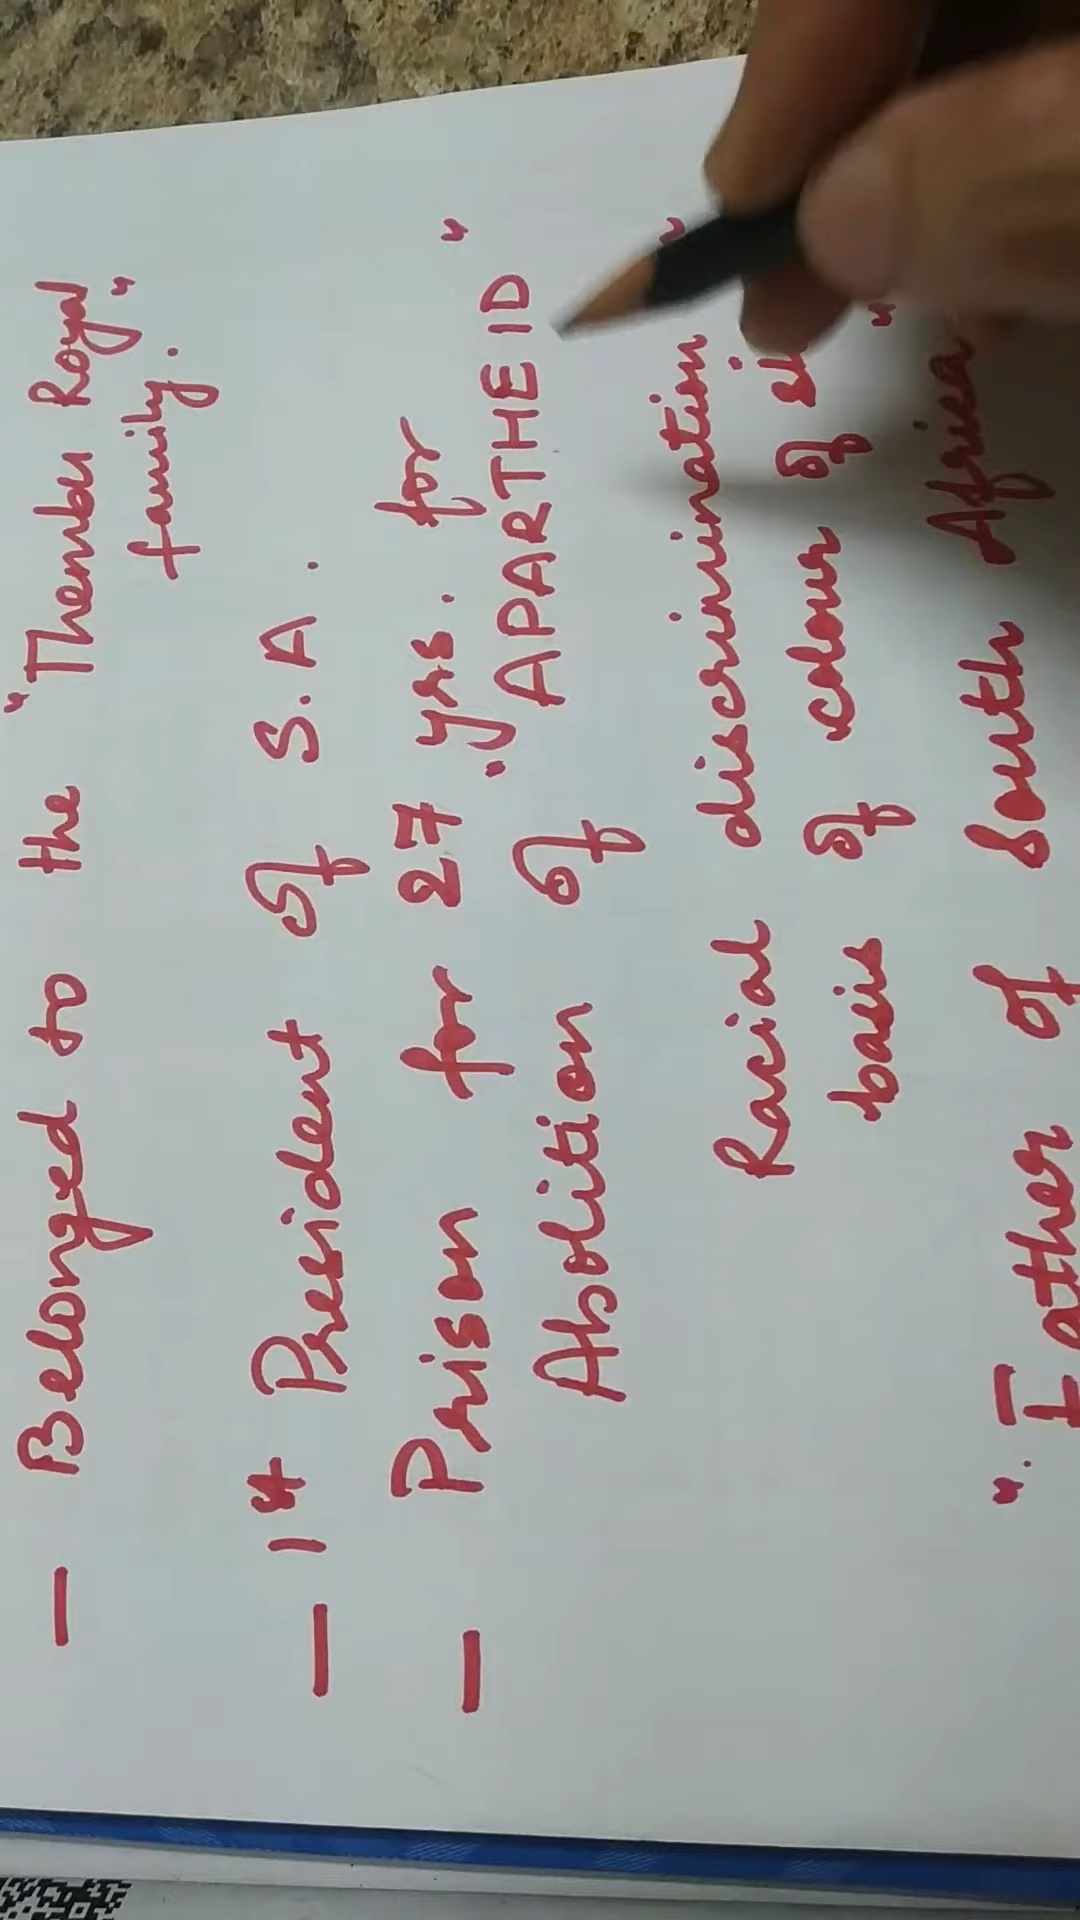 — Belonged to the "Thembu Royal
family."
— 1st President of S.A.
— Prison for 27 yrs. for
Abolition of "APARTHEID"
Racial discrimination "
basis of colour of
". Father of South Africa "